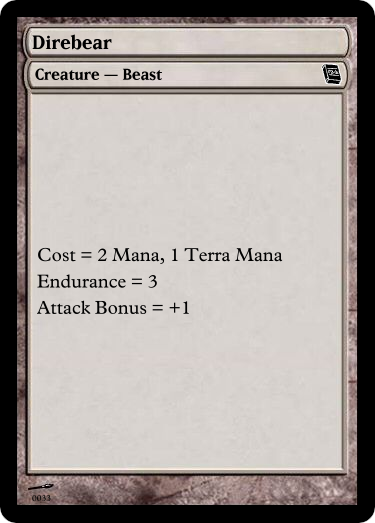 Direbear
Creature — Beast
Cost = 2 Mana, 1 Terra Mana
Endurance = 3
Attack Bonus = +1
0033